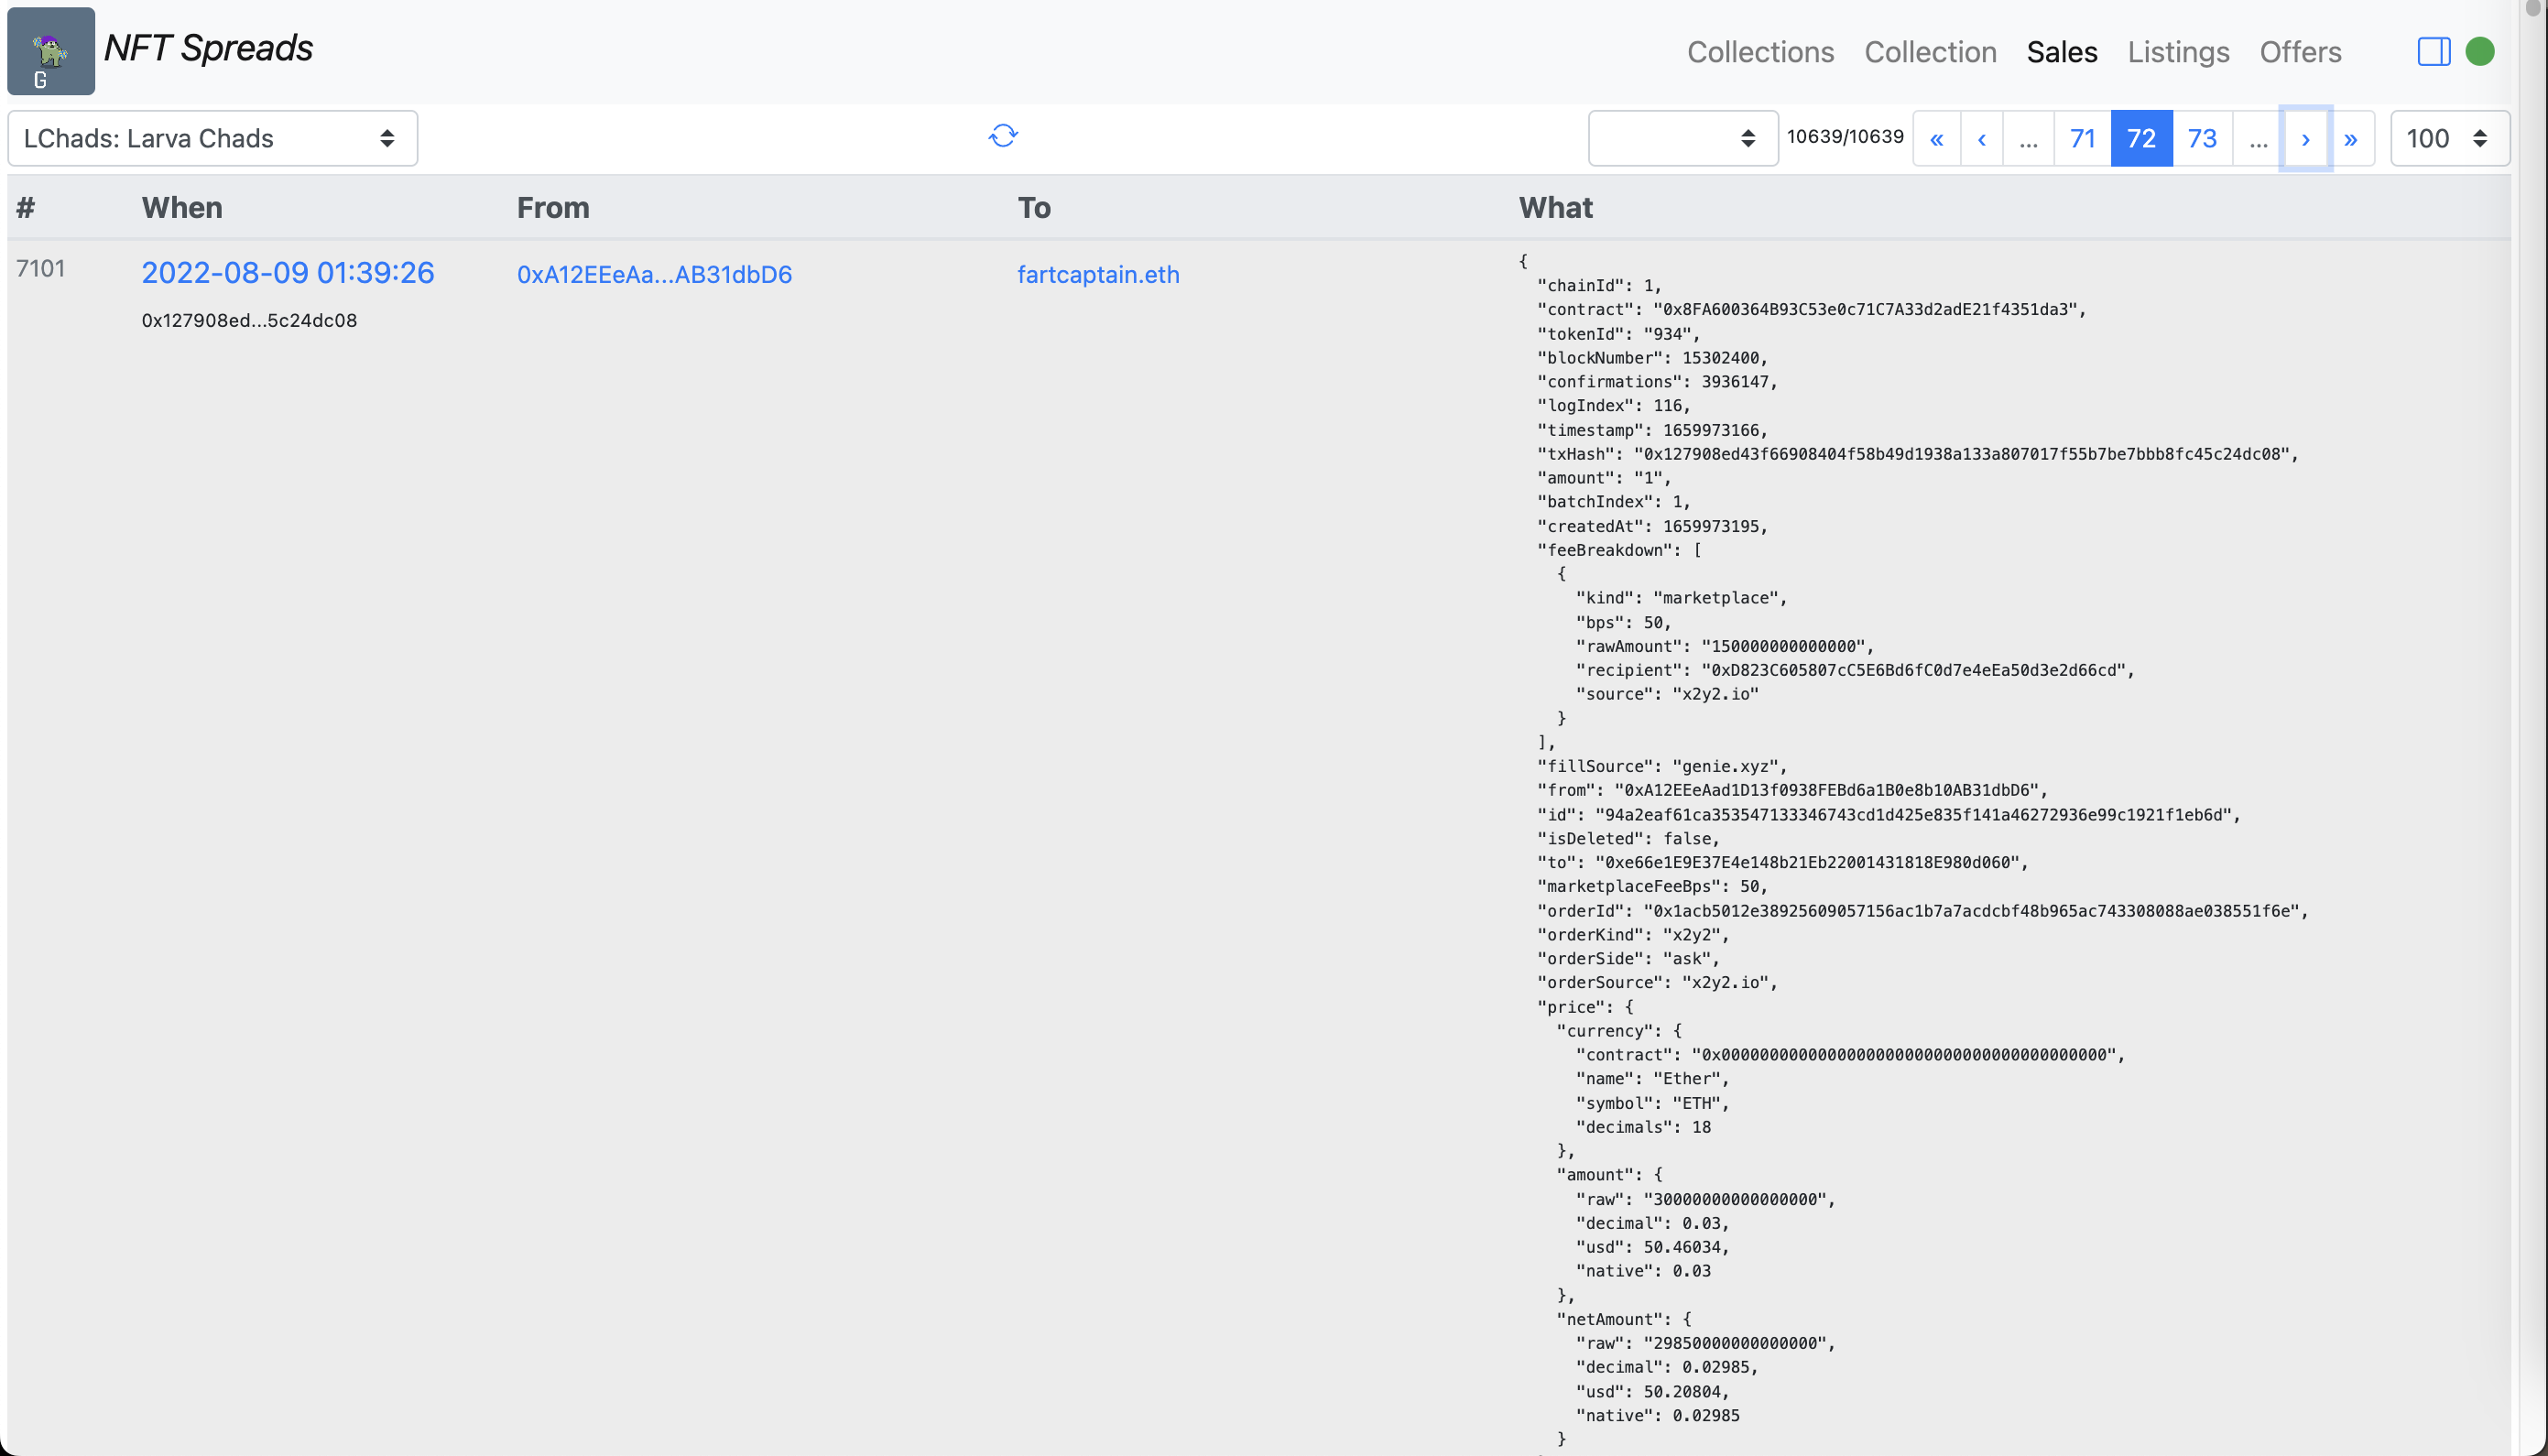 G
NFT Spreads
Collections Collection Sales Listings Offers
LChads: Larva Chads
10639/10639 « ‹ ... 71 72 73 ... › » 100
# When From To What
7101 2022-08-09 01:39:26 0xA12EEeAa...AB31dbD6 fartcaptain.eth
0x127908ed...5c24dc08
{
"chainId": 1,
"contract": "0x8FA600364B93C53e0c71C7A33d2adE21f4351da3",
"tokenId": "934",
"blockNumber": 15302400,
"confirmations": 3936147,
"logIndex": 116,
"timestamp": 1659973166,
"txHash": "0x127908ed43f66908404f58b49d1938a133a807017f55b7be7bbb8fc45c24dc08",
"amount": "1",
"batchIndex": 1,
"createdAt": 1659973195,
"feeBreakdown": [
{
"kind": "marketplace",
"bps": 50,
"rawAmount": "150000000000000",
"recipient": "0xD823C605807cC5E6Bd6fC0d7e4eEa50d3e2d66cd",
"source": "x2y2.io"
}
],
"fillSource": "genie.xyz",
"from": "0xA12EEeAad1D13f0938FEBd6a1B0e8b10AB31dbD6",
"id": "94a2eaf61ca353547133346743cd1d425e835f141a46272936e99c1921f1eb6d",
"isDeleted": false,
"to": "0xe66e1E9E37E4e148b21Eb22001431818E980d060",
"marketplaceFeeBps": 50,
"orderId": "0x1acb5012e38925609057156ac1b7a7acdcbf48b965ac743308088ae038551f6e",
"orderKind": "x2y2",
"orderSide": "ask",
"orderSource": "x2y2.io",
"price": {
"currency": {
"contract": "0x0000000000000000000000000000000000000000",
"name": "Ether",
"symbol": "ETH",
"decimals": 18
},
"amount": {
"raw": "30000000000000000",
"decimal": 0.03,
"usd": 50.46034,
"native": 0.03
},
"netAmount": {
"raw": "29850000000000000",
"decimal": 0.02985,
"usd": 50.20804,
"native": 0.02985
}